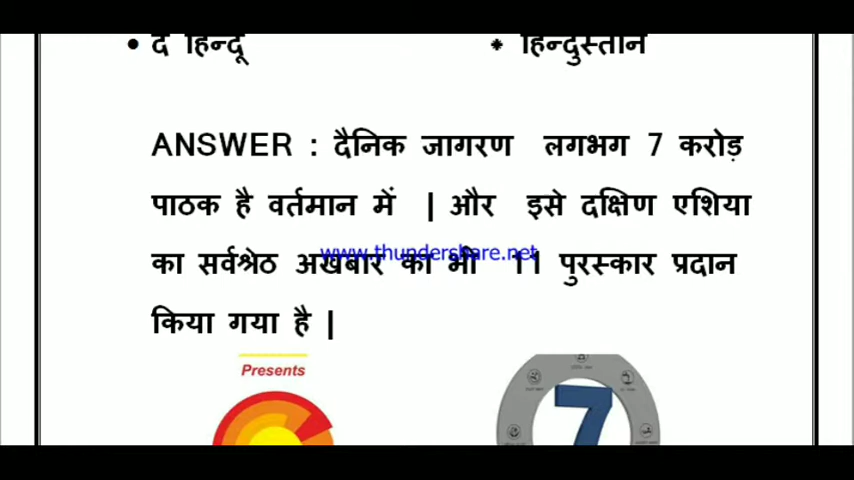 • द हिन्दू * हिन्दुस्तान
ANSWER : दैनिक जागरण लगभग 7 करोड़
पाठक है वर्तमान में | और इसे दक्षिण एशिया
का सर्वश्रेठ अखबार का भी 11 पुरस्कार प्रदान
www.thundershare.net
किया गया है |
Presents
7